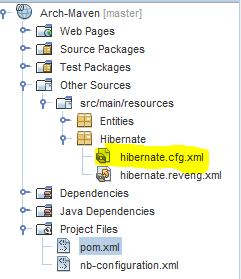 Arch-Maven [master]
Web Pages
Source Packages
Test Packages
Other Sources
src/main/resources
Entities
Hibernate
hibernate.cfg.xml
hibernate.reveng.xml
Dependencies
Java Dependencies
Project Files
pom.xml
nb-configuration.xml